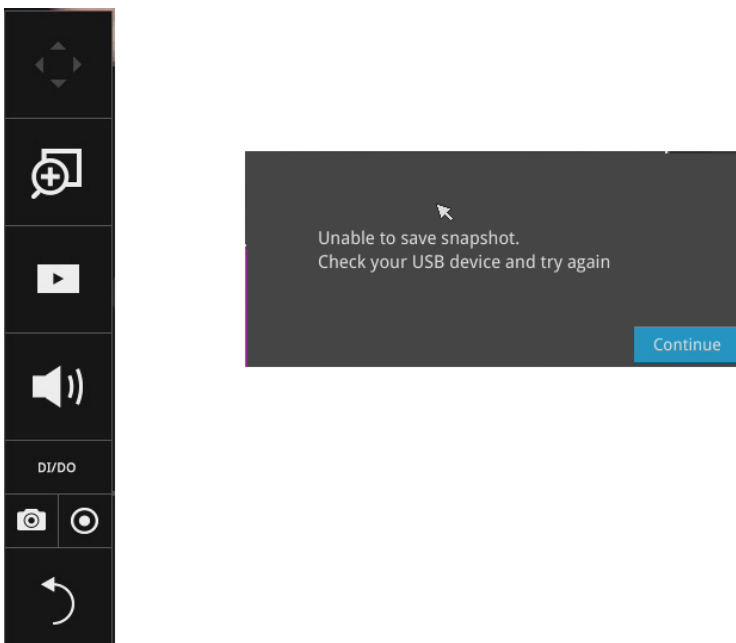 DI/DO
Unable to save snapshot.
Check your USB device and try again
Continue